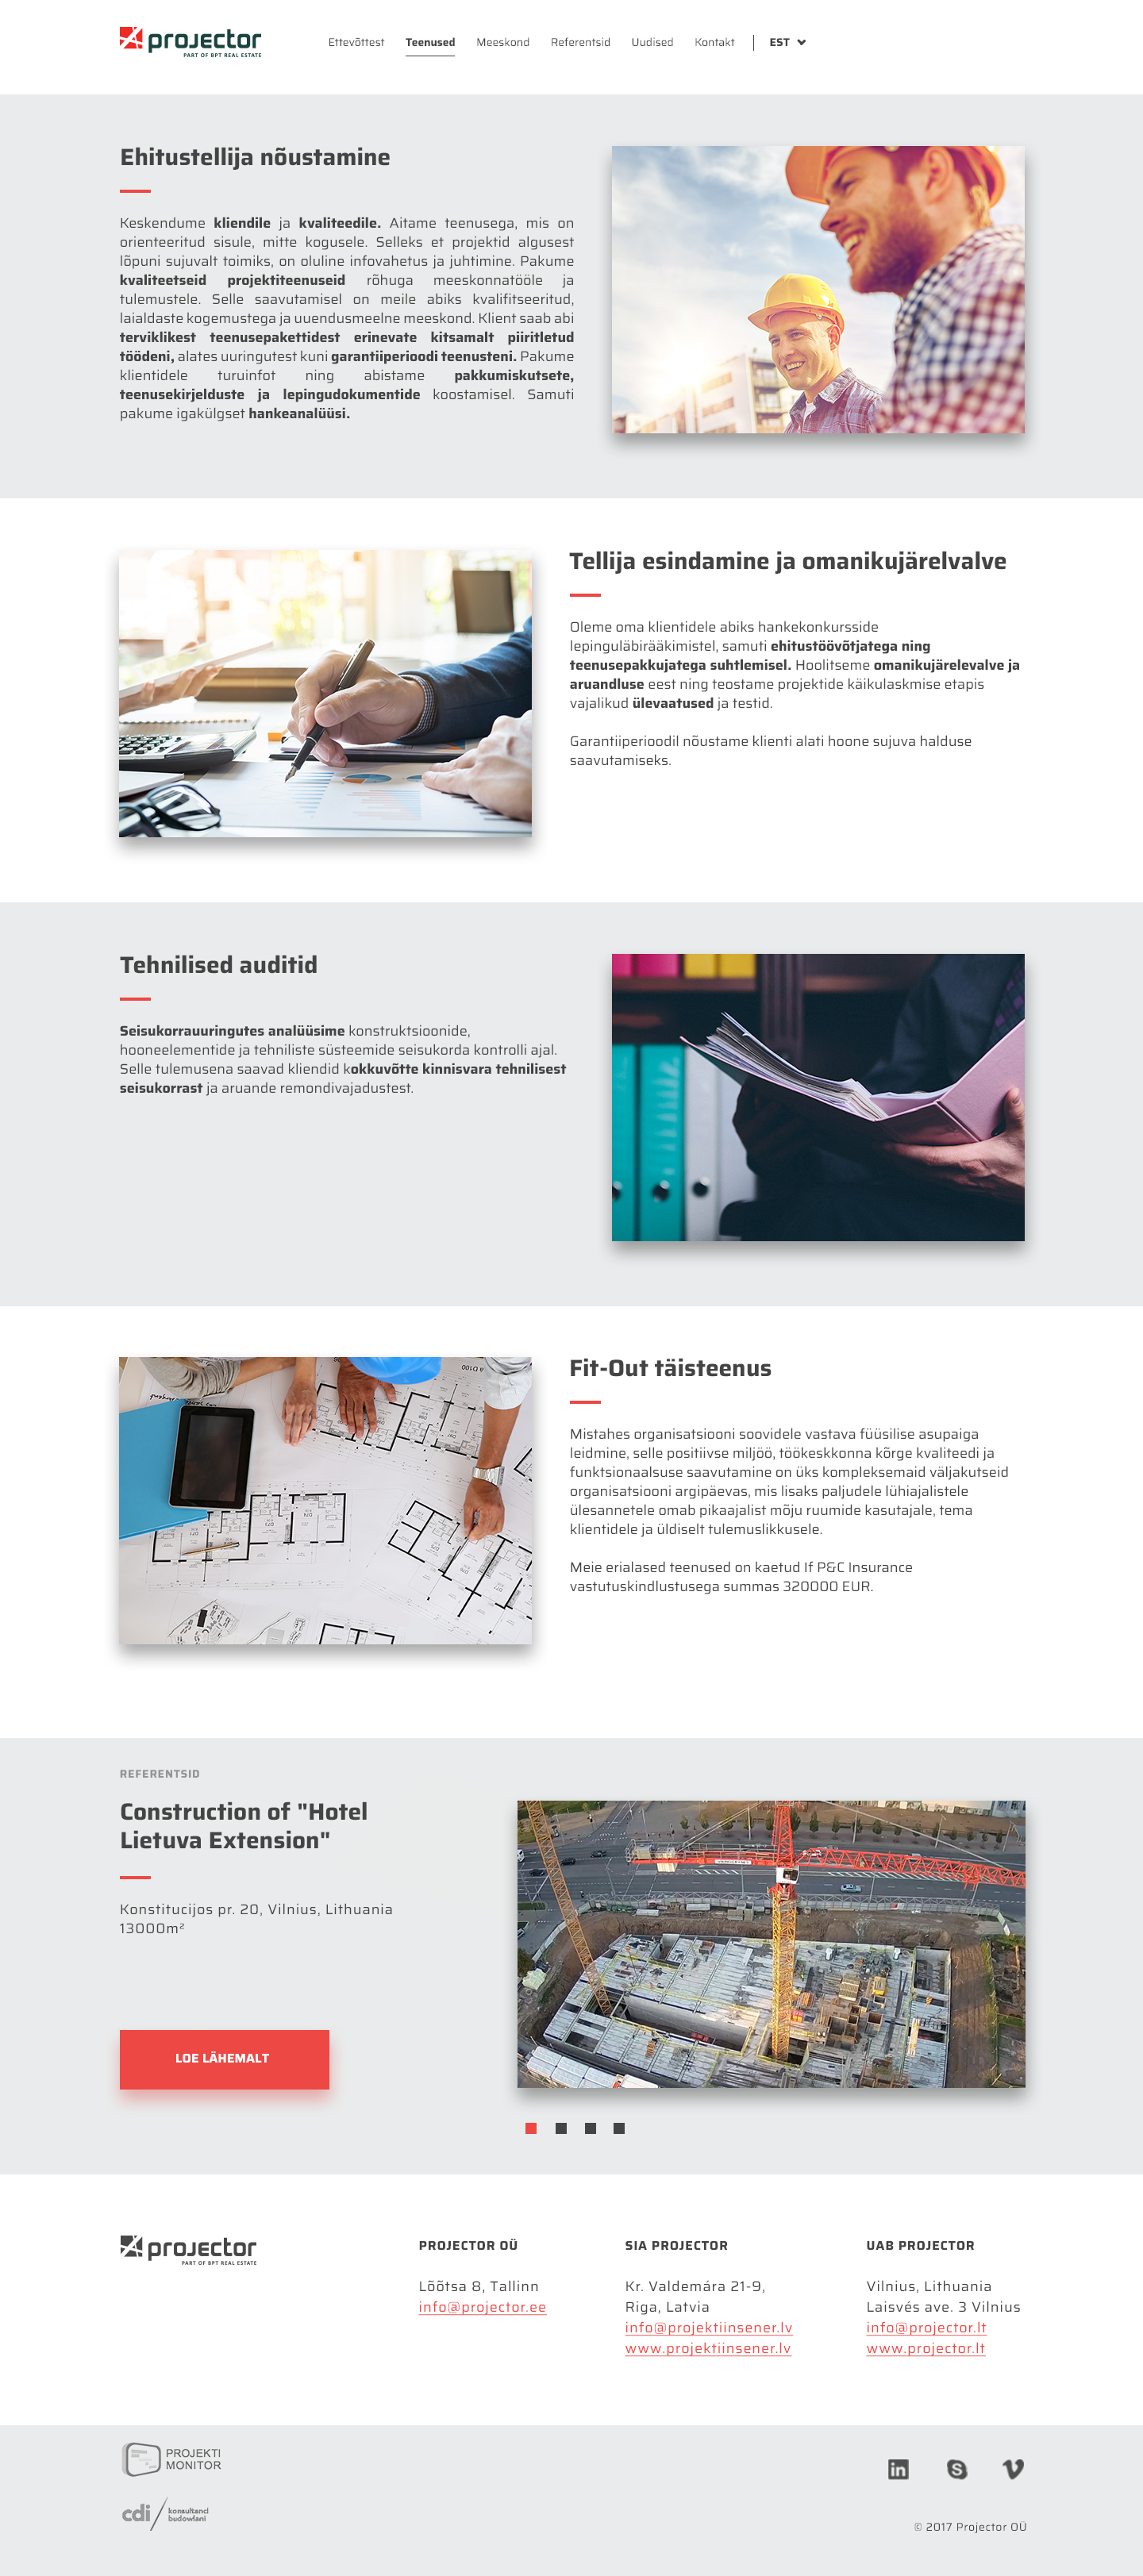 projector
PART OF BPT REAL ESTATE
Ettevõttest Teenused Meeskond Referentsid Uudised Kontakt EST
Ehitustellija nõustamine
Keskendume kliendile ja kvaliteedile. Aitame teenusega, mis on
orienteeritud sisule, mitte kogusele. Selleks et projektid algusest
lõpuni sujuvalt toimiks, on oluline infovahetus ja juhtimine. Pakume
kvaliteetseid projektiteenuseid rõhuga meeskonnatööle ja
tulemustele. Selle saavutamisel on meile abiks kvalifitseeritud,
laialdaste kogemustega ja uuendusmeelne meeskond. Klient saab abi
terviklikest teenusepakettidest erinevate kitsamalt piiritletud
töödeni, alates uuringutest kuni garantiiperioodi teenusteni. Pakume
klientidele turuinfot ning abistame pakkumiskutsete,
teenusekirjelduste ja lepingudokumentide koostamisel. Samuti
pakume igakülgset hankeanalüüsi.
Tellija esindamine ja omanikujärelvalve
Oleme oma klientidele abiks hankekonkursside
lepinguläbirääkimistel, samuti ehitustöövõtjatega ning
teenusepakkujatega suhtlemisel. Hoolitseme omanikujärelevalve ja
aruandluse eest ning teostame projektide käikulaskmise etapis
vajalikud ülevaatused ja testid.
Garantiiperioodil nõustame klienti alati hoone sujuva halduse
saavutamiseks.
Tehnilised auditid
Seisukorrauuringutes analüüsime konstruktsioonide,
hooneelementide ja tehniliste süsteemide seisukorda kontrolli ajal.
Selle tulemusena saavad kliendid kokkuvõtte kinnisvara tehnilisest
seisukorrast ja aruande remondivajadustest.
Fit-Out täisteenus
Mistahes organisatsiooni soovidele vastava füüsilise asupaiga
leidmine, selle positiivse miljöö, töökeskkonna kõrge kvaliteedi ja
funktsionaalsuse saavutamine on üks kompleksemaid väljakutseid
organisatsiooni argipäevas, mis lisaks paljudele lühiajalistele
ülesannetele omab pikaajalist mõju ruumide kasutajale, tema
klientidele ja üldiselt tulemuslikkusele.
Meie erialased teenused on kaetud If P&C Insurance
vastutuskindlustusega summas 320000 EUR.
REFERENTSID
Construction of "Hotel
Lietuva Extension"
Konstitucijos pr. 20, Vilnius, Lithuania
13000m²
LOE LÄHEMALT
projector
PART OF BPT REAL ESTATE
PROJECTOR OÜ
Lõõtsa 8, Tallinn
info@projector.ee
SIA PROJECTOR
Kr. Valdemára 21-9,
Riga, Latvia
info@projektiinsener.lv
www.projektiinsener.lv
UAB PROJECTOR
Vilnius, Lithuania
Laisvés ave. 3 Vilnius
info@projector.lt
www.projector.lt
PROJEKTI
MONITOR
cdi konsultanci
budowlani
© 2017 Projector OÜ